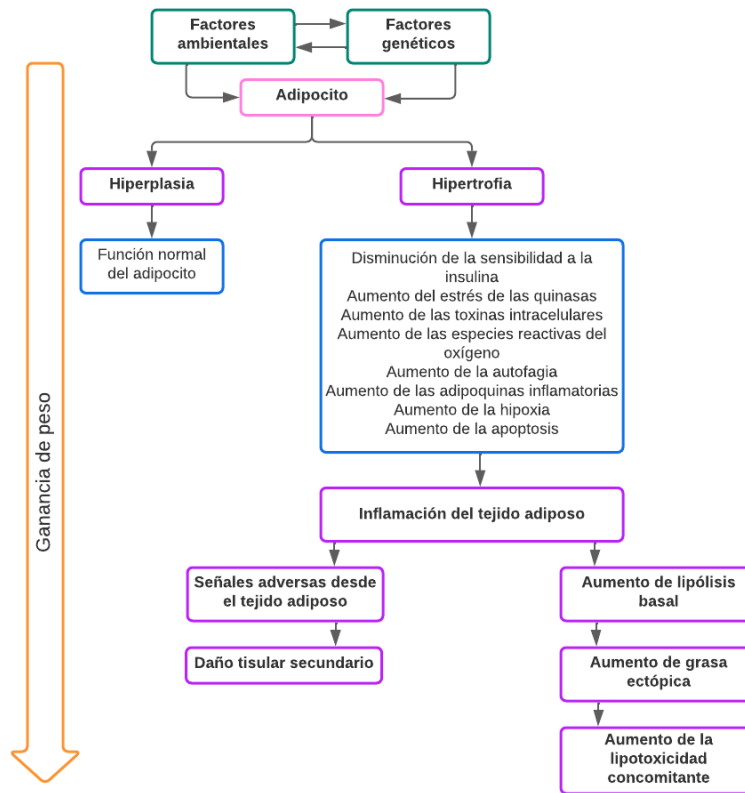 Factores
ambientales
Factores
genéticos
Adipocito
Hiperplasia
Hipertrofia
Función normal
del adipocito
Disminución de la sensibilidad a la
insulina
Aumento del estrés de las quinasas
Aumento de las toxinas intracelulares
Aumento de las especies reactivas del
oxígeno
Aumento de la autofagia
Aumento de las adipoquinas inflamatorias
Aumento de la hipoxia
Aumento de la apoptosis
Ganancia de peso
Inflamación del tejido adiposo
Señales adversas desde
el tejido adiposo
Aumento de lipólisis
basal
Daño tisular secundario
Aumento de grasa
ectópica
Aumento de la
lipotoxicidad
concomitante